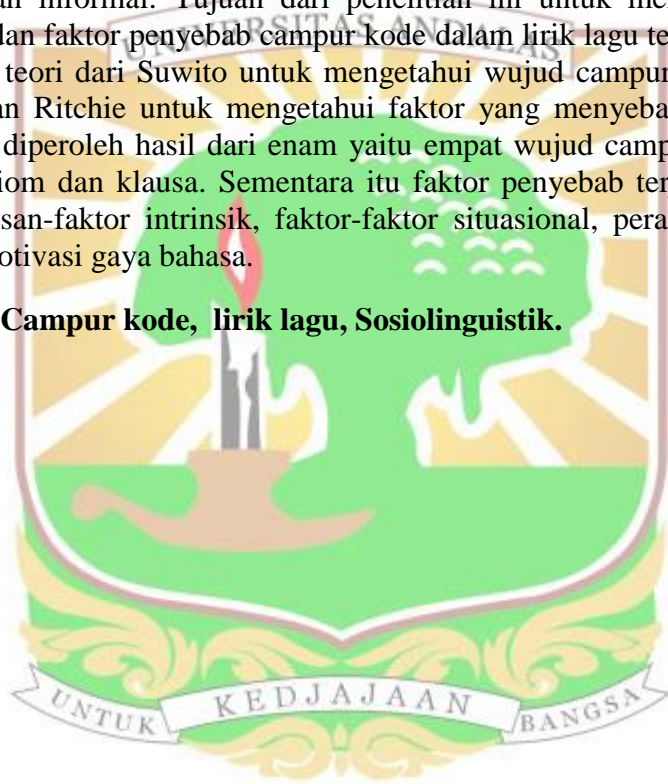 an informal. Tujuan dari penelitian ini untuk me
dan faktor penyebab campur kode dalam lirik lagu te
UNIVERSITAS ANDALAS
teori dari Suwito untuk mengetahui wujud campur
an Ritchie untuk mengetahui faktor yang menyeba
diperoleh hasil dari enam yaitu empat wujud camp
iom dan klausa. Sementara itu faktor penyebab ter
san-faktor intrinsik, faktor-faktor situasional, pera
otivasi gaya bahasa.
Campur kode, lirik lagu, Sosiolinguistik.
UNTUK KEDJAJAAN BANGSA